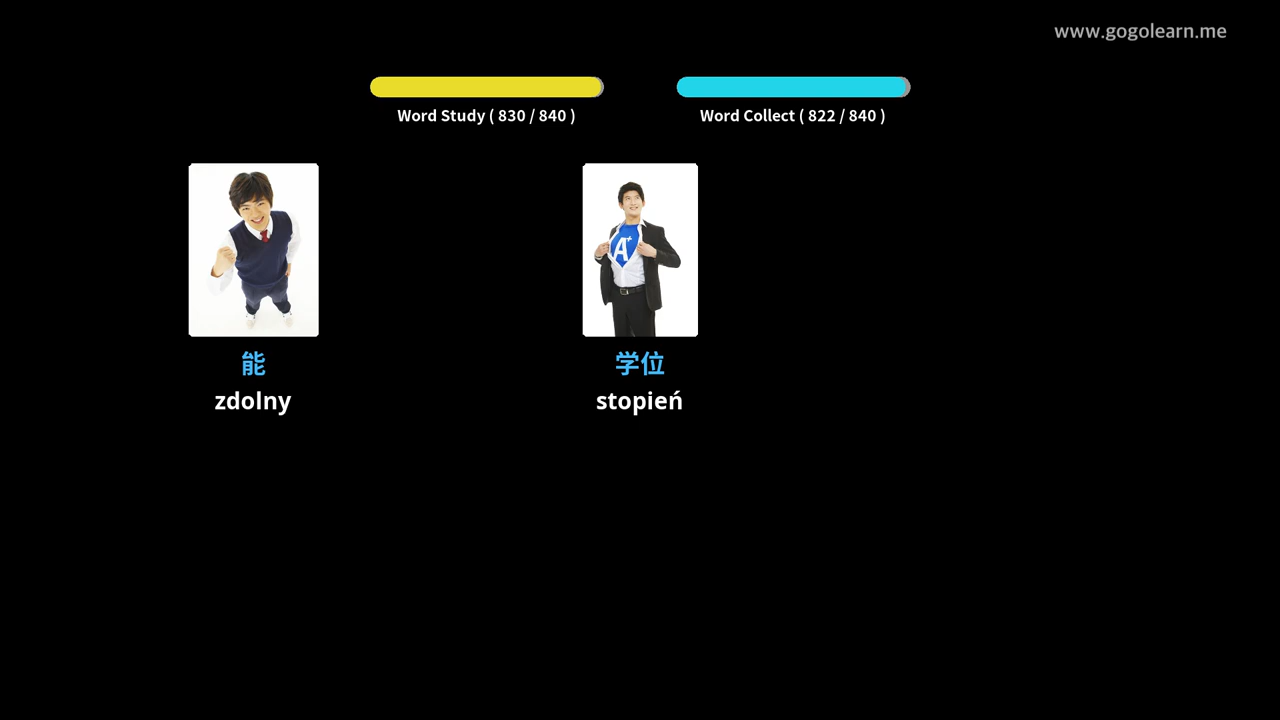 www.gogolearn.me
Word Study ( 830 / 840 )
Word Collect ( 822 / 840 )
A+
能
zdolny
学位
stopień